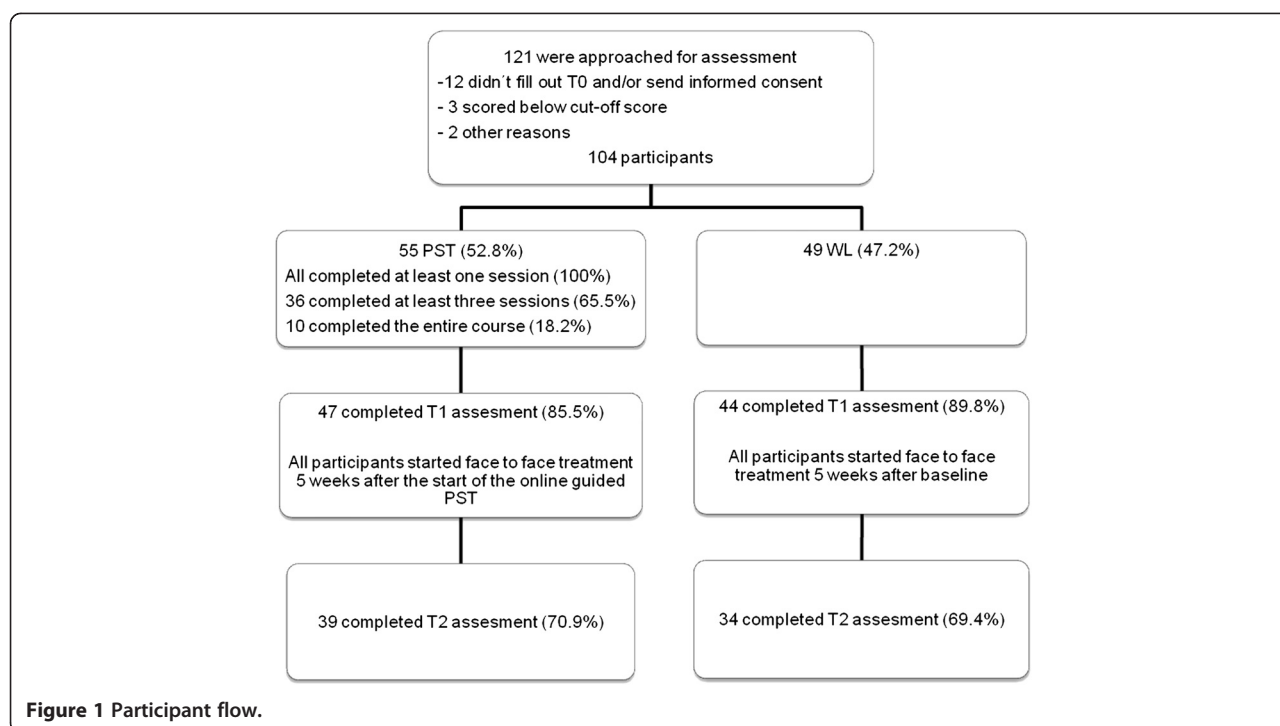 121 were approached for assessment
-12 didn´t fill out T0 and/or send informed consent
- 3 scored below cut-off score
- 2 other reasons
104 participants
55 PST (52.8%)
All completed at least one session (100%)
36 completed at least three sessions (65.5%)
10 completed the entire course (18.2%)
49 WL (47.2%)
47 completed T1 assesment (85.5%)
All participants started face to face treatment
5 weeks after the start of the online guided
PST
44 completed T1 assesment (89.8%)
All participants started face to face
treatment 5 weeks after baseline
39 completed T2 assesment (70.9%)
34 completed T2 assesment (69.4%)
Figure 1 Participant flow.